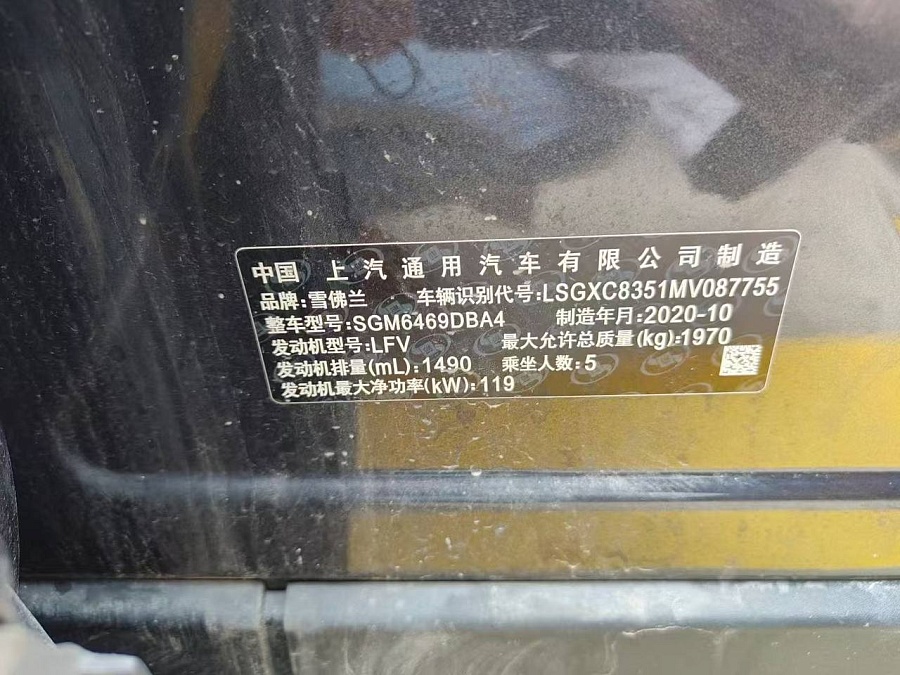 中国 上汽通用汽车有限公司制造
品牌:雪佛兰 车辆识别代号:LSGXC8351MV087755
整车型号:SGM6469DBA4 制造年月:2020-10
发动机型号:LFV 最大允许总质量(kg):1970
发动机排量(mL):1490 乘坐人数:5
发动机最大净功率(kW):119